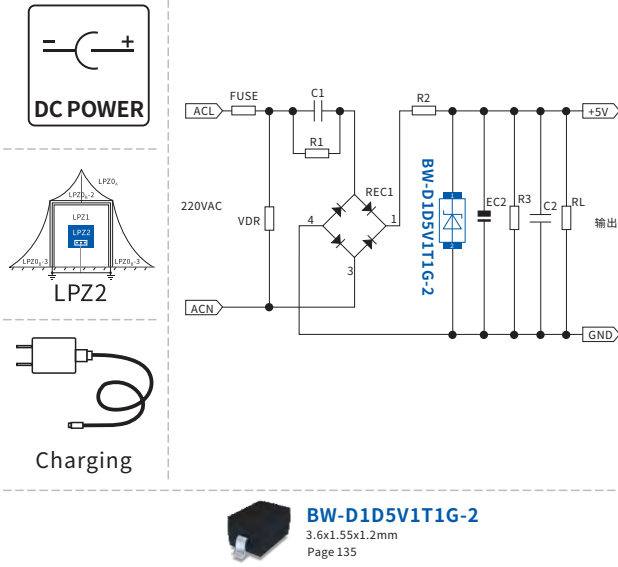 DC POWER
LPZ0A
LPZ0B-2
LPZ1
LPZ2
LPZ0B-3
LPZ0B-3
LPZ2
Charging
ACL
FUSE
C1
R1
R2
+5V
220VAC
VDR
REC1
4
1
3
BW-D1D5V1T1G-2
1
1
EC2
R3
C2
RL
输出
ACN
GND
BW-D1D5V1T1G-2
3.6x1.55x1.2mm
Page 135